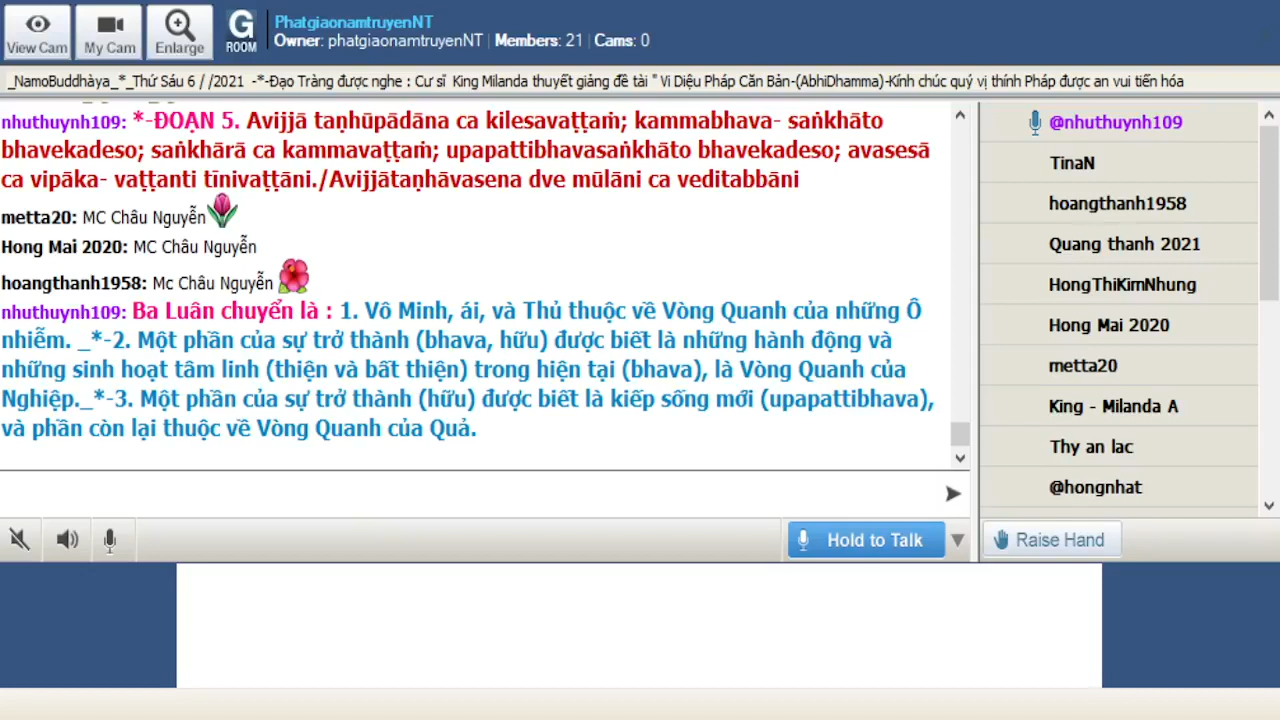 View Cam
My Cam
Enlarge
G
ROOM
PhatgiaonamtruyenNT
Owner: phatgiaonamtruyenNT | Members: 21 | Cams: 0
_NamoBuddhàya_*_Thứ Sáu 6 / /2021 -*-Đạo Tràng được nghe : Cư sĩ King Milanda thuyết giảng đề tài " Vi Diệu Pháp Căn Bản-(AbhiDhamma)-Kính chúc quý vị thính Pháp được an vui tiến hóa
nhuthuynh109: *-ĐOẠN 5. Avijjā taṇhūpādāna ca kilesavaṭṭaṁ; kammabhava- saṅkhāto
bhavekadeso; saṅkhārā ca kammavaṭṭaṁ; upapattibhavasaṅkhāto bhavekadeso; avasesā
ca vipāka- vaṭṭanti tīnivaṭṭāni./Avijjātaṇhāvasena dve mūlāni ca veditabbāni
metta20: MC Châu Nguyễn
Hong Mai 2020: MC Châu Nguyễn
hoangthanh1958: Mc Châu Nguyễn
nhuthuynh109: Ba Luân chuyển là : 1. Vô Minh, ái, và Thủ thuộc về Vòng Quanh của những Ô
nhiễm. _*-2. Một phần của sự trở thành (bhava, hữu) được biết là những hành động và
những sinh hoạt tâm linh (thiện và bất thiện) trong hiện tại (bhava), là Vòng Quanh của
Nghiệp._*-3. Một phần của sự trở thành (hữu) được biết là kiếp sống mới (upapattibhava),
và phần còn lại thuộc về Vòng Quanh của Quả.
@nhuthuynh109
TinaN
hoangthanh1958
Quang thanh 2021
HongThiKimNhung
Hong Mai 2020
metta20
King - Milanda A
Thy an lac
@hongnhat
Hold to Talk
Raise Hand